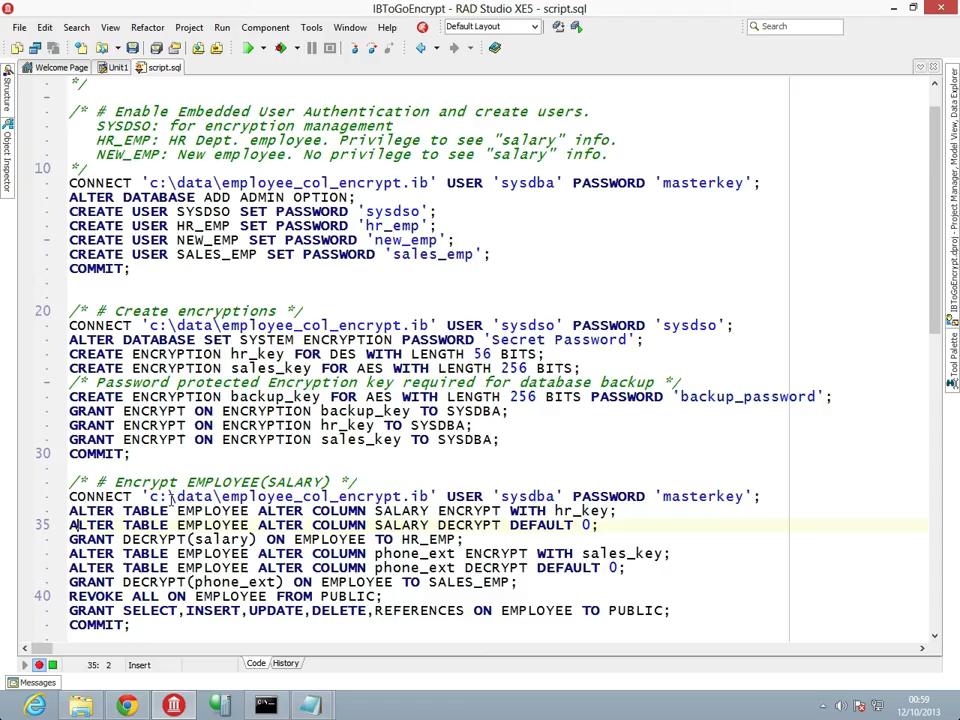 IBToGoEncrypt - RAD Studio XE5 - script.sql
File Edit Search View Refactor Project Run Component Tools Window Help Default Layout Search
Welcome Page Unit1 script.sql
Structure
Object Inspector
IBToGoEncrypt.dproj - Project Manager, Model View, Data Explorer
Tool Palette
*/
/* # Enable Embedded User Authentication and create users.
SYSDSO: for encryption management
HR_EMP: HR Dept. employee. Privilege to see "salary" info.
NEW_EMP: New employee. No privilege to see "salary" info.
10 */
CONNECT 'c:\data\employee_col_encrypt.ib' USER 'sysdba' PASSWORD 'masterkey';
ALTER DATABASE ADD ADMIN OPTION;
CREATE USER SYSDSO SET PASSWORD 'sysdso';
CREATE USER HR_EMP SET PASSWORD 'hr_emp';
CREATE USER NEW_EMP SET PASSWORD 'new_emp';
CREATE USER SALES_EMP SET PASSWORD 'sales_emp';
COMMIT;
20 /* # Create encryptions */
CONNECT 'c:\data\employee_col_encrypt.ib' USER 'sysdso' PASSWORD 'sysdso';
ALTER DATABASE SET SYSTEM ENCRYPTION PASSWORD 'Secret Password';
CREATE ENCRYPTION hr_key FOR DES WITH LENGTH 56 BITS;
CREATE ENCRYPTION sales_key FOR AES WITH LENGTH 256 BITS;
/* Password protected Encryption key required for database backup */
CREATE ENCRYPTION backup_key FOR AES WITH LENGTH 256 BITS PASSWORD 'backup_password';
GRANT ENCRYPT ON ENCRYPTION backup_key TO SYSDBA;
GRANT ENCRYPT ON ENCRYPTION hr_key TO SYSDBA;
GRANT ENCRYPT ON ENCRYPTION sales_key TO SYSDBA;
30 COMMIT;
/* # Encrypt EMPLOYEE(SALARY) */
CONNECT 'c:\data\employee_col_encrypt.ib' USER 'sysdba' PASSWORD 'masterkey';
ALTER TABLE EMPLOYEE ALTER COLUMN SALARY ENCRYPT WITH hr_key;
35 ALTER TABLE EMPLOYEE ALTER COLUMN SALARY DECRYPT DEFAULT 0;
GRANT DECRYPT(salary) ON EMPLOYEE TO HR_EMP;
ALTER TABLE EMPLOYEE ALTER COLUMN phone_ext ENCRYPT WITH sales_key;
ALTER TABLE EMPLOYEE ALTER COLUMN phone_ext DECRYPT DEFAULT 0;
GRANT DECRYPT(phone_ext) ON EMPLOYEE TO SALES_EMP;
40 REVOKE ALL ON EMPLOYEE FROM PUBLIC;
GRANT SELECT,INSERT,UPDATE,DELETE,REFERENCES ON EMPLOYEE TO PUBLIC;
COMMIT;
35: 2 Insert Code History
Messages
00:59
12/10/2013